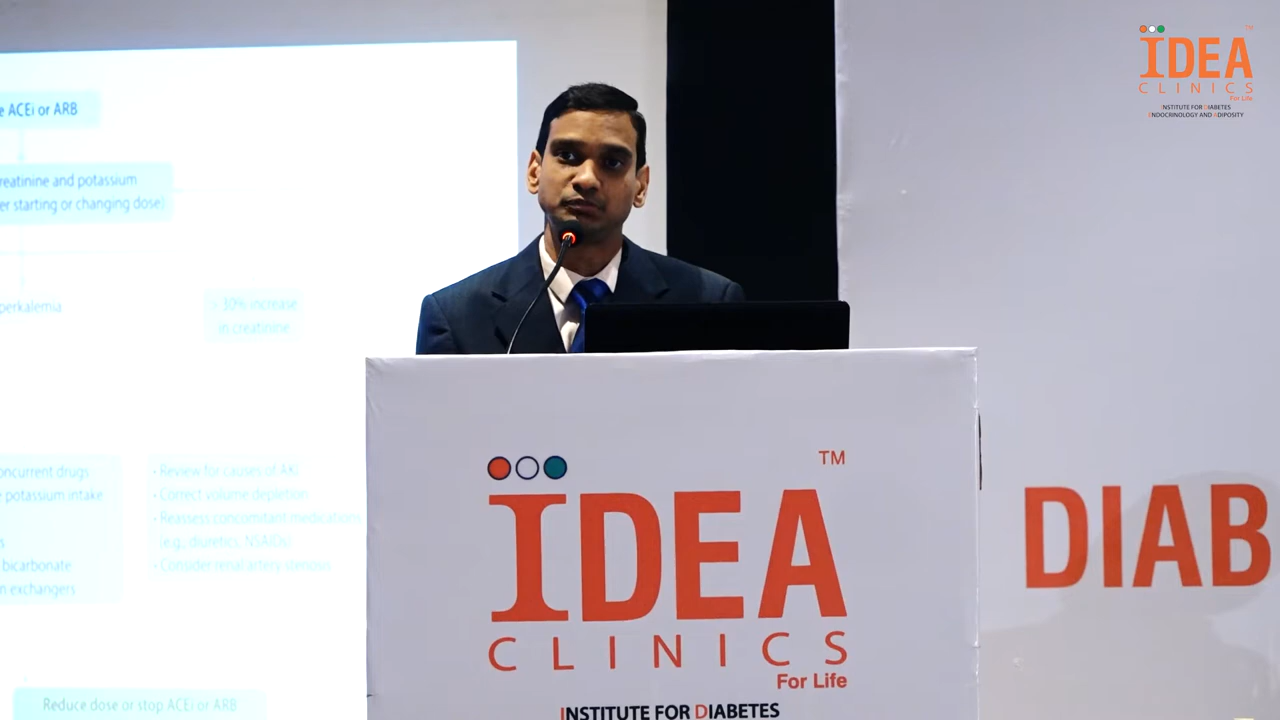 e ACEi or ARB
reatinine and potassium
er starting or changing dose)
perkalemia
> 30% increase
in creatinine
oncurrent drugs
e potassium intake
s
bicarbonate
n exchangers
• Review for causes of AKI
• Correct volume depletion
• Reassess concomitant medications
(e.g., diuretics, NSAIDs)
• Consider renal artery stenosis
Reduce dose or stop ACEi or ARB
TM
IDEA
CLINICS
For Life
INSTITUTE FOR DIABETES
TM
IDEA
CLINICS
For Life
INSTITUTE FOR DIABETES
ENDOCRINOLOGY AND ADIPOSITY
DIAB